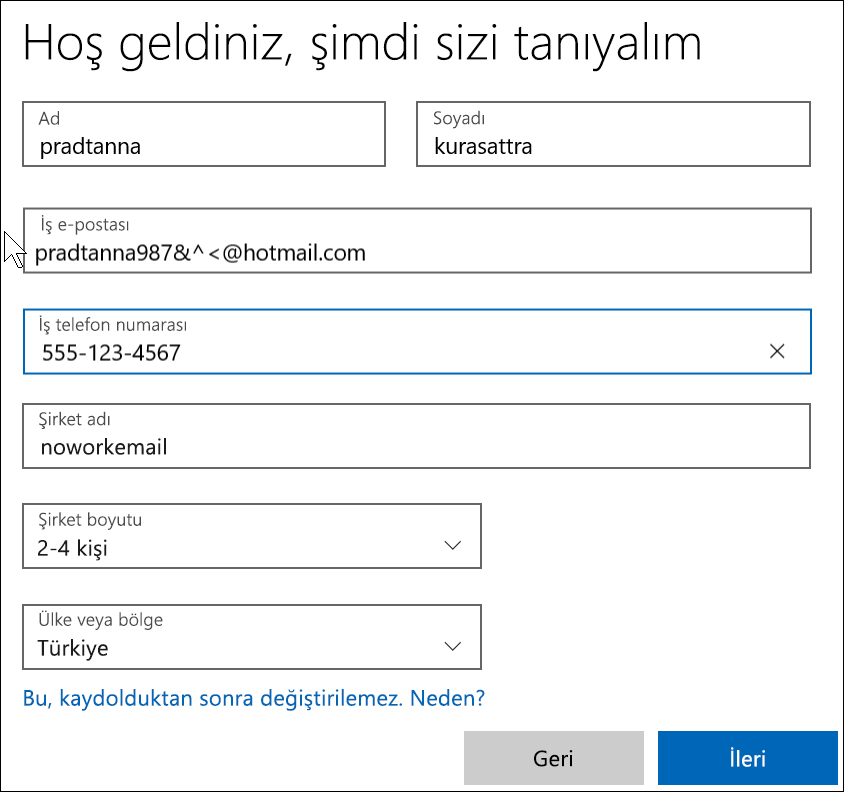 Hoş geldiniz, şimdi sizi tanıyalım
Ad
pradtanna
Soyadı
kurasattra
İş e-postası
pradtanna987&^<@hotmail.com
İş telefon numarası
555-123-4567
Şirket adı
noworkemail
Şirket boyutu
2-4 kişi
Ülke veya bölge
Türkiye
Bu, kaydolduktan sonra değiştirilemez. Neden?
Geri
İleri